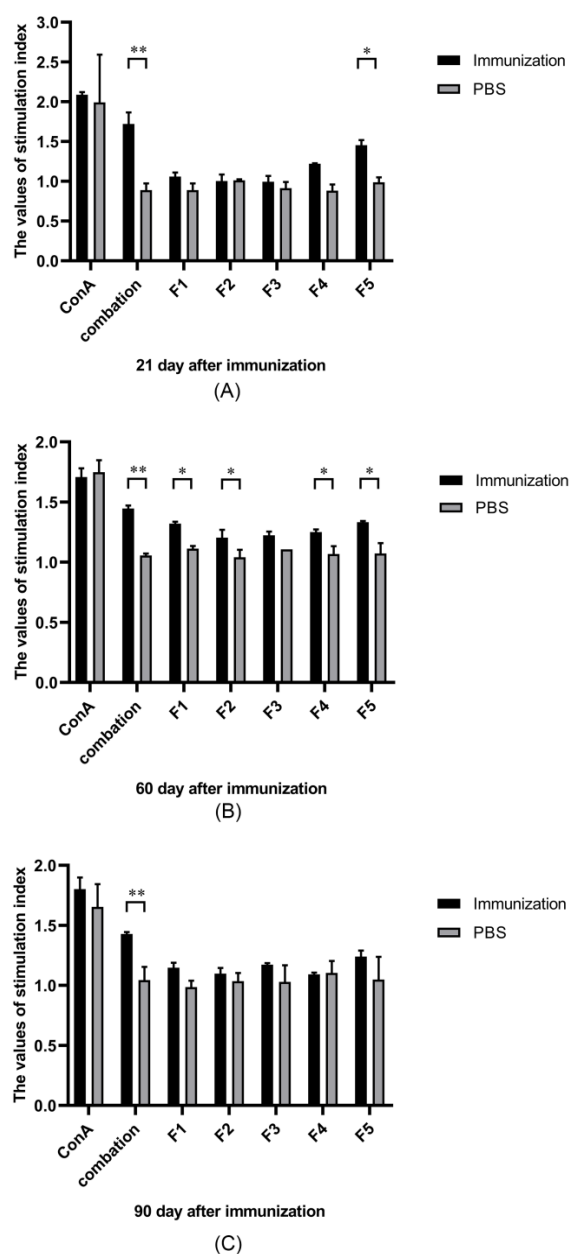 The values of stimulation index
3.0
2.5
2.0
1.5
1.0
0.5
0.0
**
*
Immunization
PBS
ConA
combation
F1
F2
F3
F4
F5
21 day after immunization
(A)
The values of stimulation index
2.0
1.5
1.0
0.5
0.0
**
*
*
*
*
Immunization
PBS
ConA
combation
F1
F2
F3
F4
F5
60 day after immunization
(B)
The values of stimulation index
2.0
1.5
1.0
0.5
0.0
**
Immunization
PBS
ConA
combation
F1
F2
F3
F4
F5
90 day after immunization
(C)